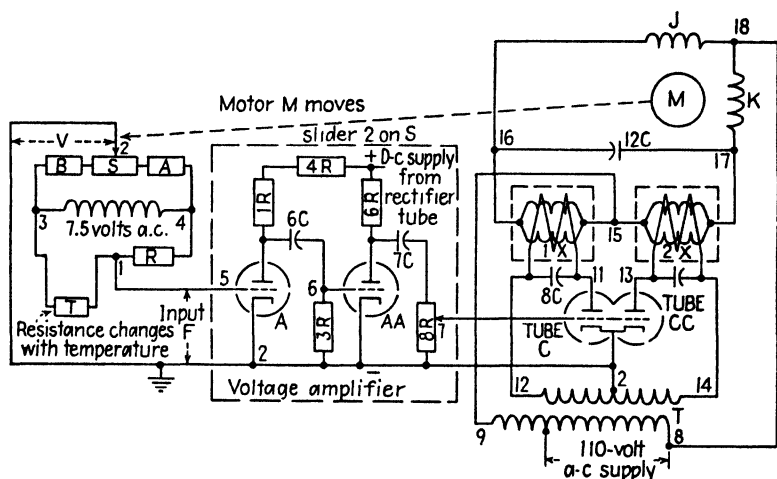 J
18
K
M
Motor M moves
slider 2 on S
V
2
B
S
A
16
12C
17
4R
+
D-c supply
from
rectifier
tube
1R
6R
3
7.5 volts a.c.
4
6C
7C
15
1X
2X
1
R
5
6
8C
11
13
T
Input
F
A
3R
AA
8R
7
TUBE
C
TUBE
CC
Resistance changes
with temperature
2
−
Voltage amplifier
12
2
14
T
9
8
110-volt
a-c supply